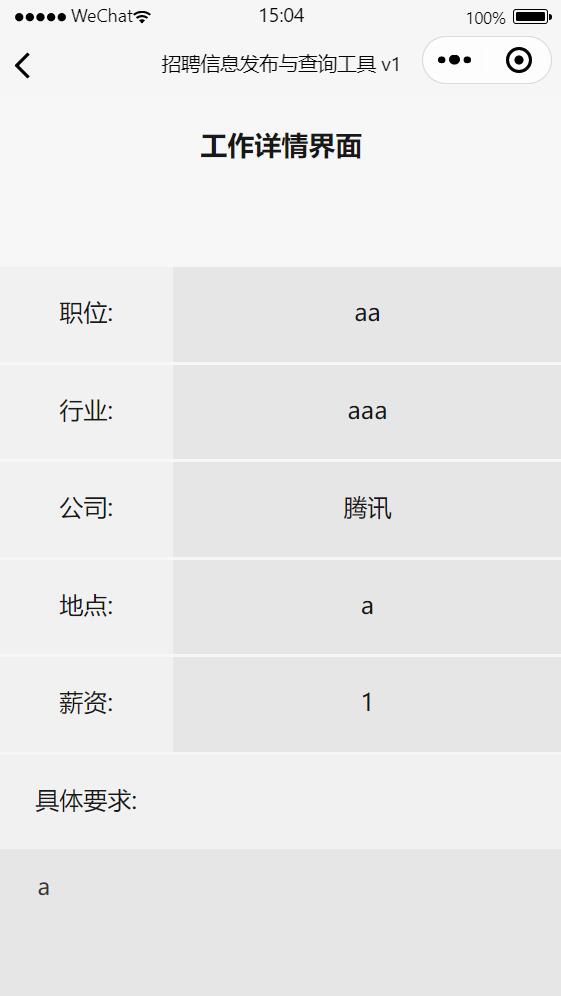 WeChat 15:04 100%
招聘信息发布与查询工具 v1
工作详情界面
职位: aa
行业: aaa
公司: 腾讯
地点: a
薪资: 1
具体要求:
a